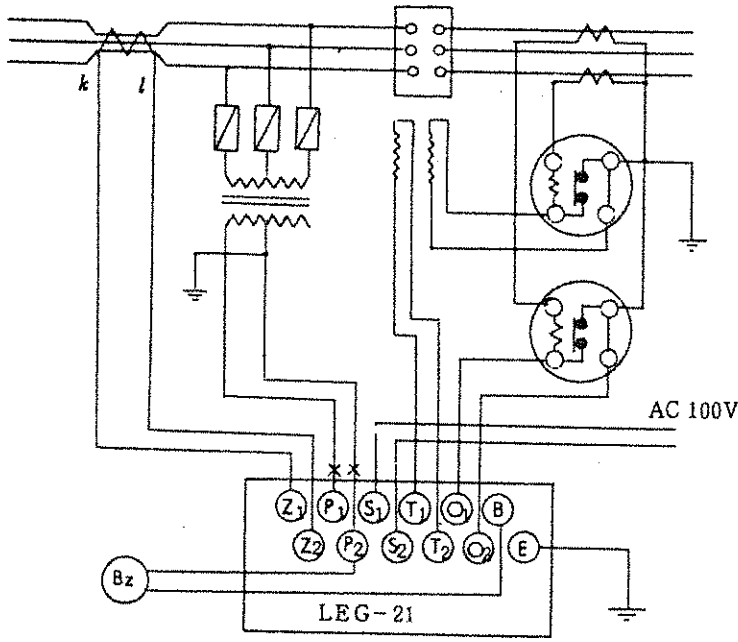 k l
AC 100V
Z1 P1 S1 T1 O1 B
Z2 P2 S2 T2 O2 E
Bz
LEG-21